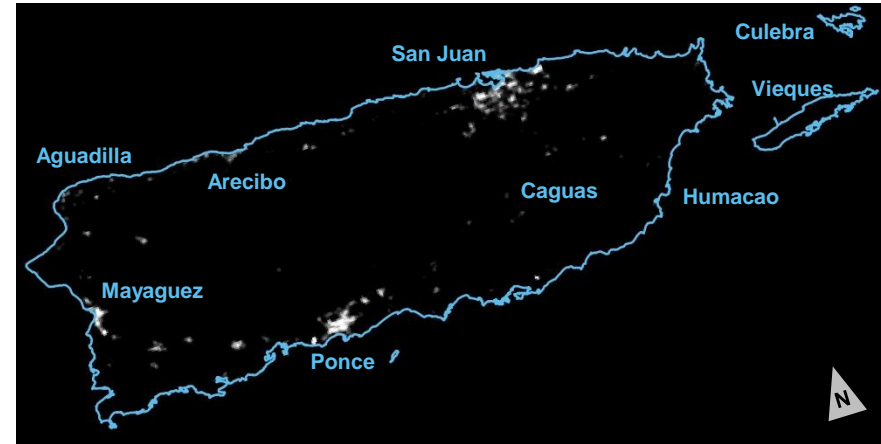 Culebra
San Juan
Vieques
Aguadilla
Arecibo
Caguas
Humacao
Mayaguez
Ponce
N